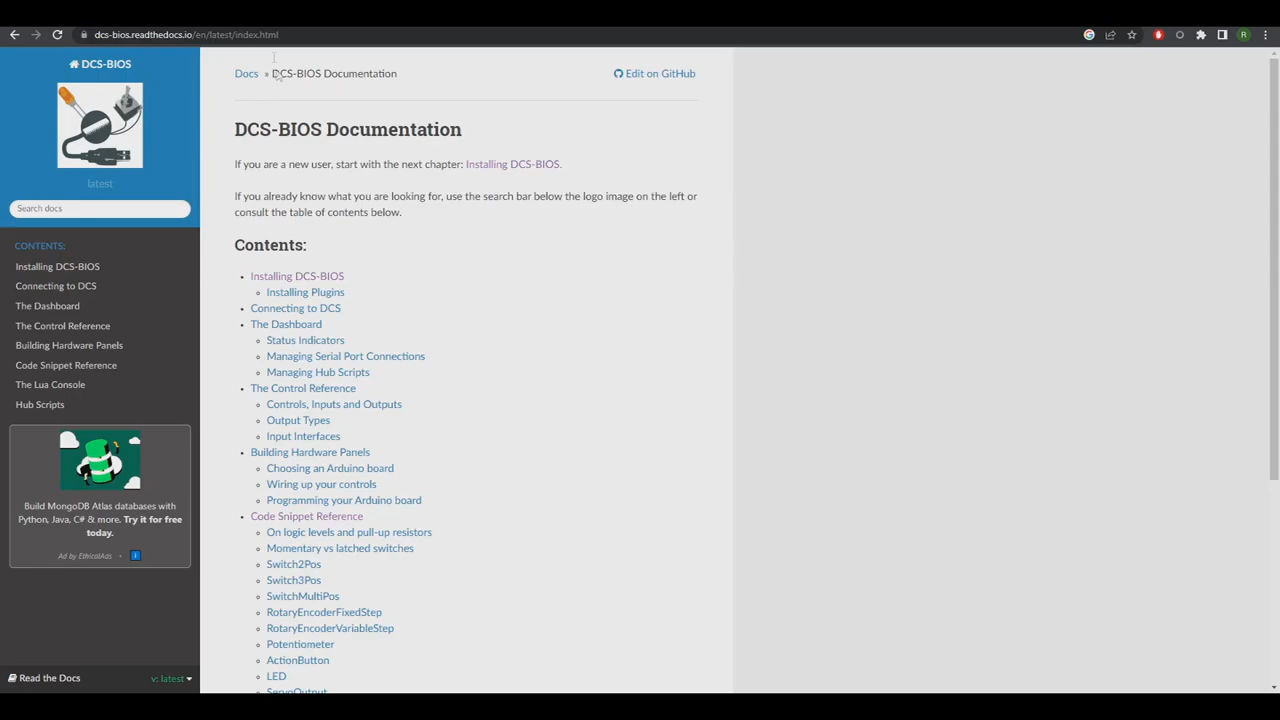 dcs-bios.readthedocs.io/en/latest/index.html
R
DCS-BIOS
latest
Search docs
CONTENTS:
Installing DCS-BIOS
Connecting to DCS
The Dashboard
The Control Reference
Building Hardware Panels
Code Snippet Reference
The Lua Console
Hub Scripts
Build MongoDB Atlas databases with
Python, Java, C# & more. Try it for free
today.
Ad by EthicalAds
i
Read the Docs
v: latest
Docs » DCS-BIOS Documentation
Edit on GitHub
DCS-BIOS Documentation
If you are a new user, start with the next chapter: Installing DCS-BIOS.
If you already know what you are looking for, use the search bar below the logo image on the left or
consult the table of contents below.
Contents:
Installing DCS-BIOS
Installing Plugins
Connecting to DCS
The Dashboard
Status Indicators
Managing Serial Port Connections
Managing Hub Scripts
The Control Reference
Controls, Inputs and Outputs
Output Types
Input Interfaces
Building Hardware Panels
Choosing an Arduino board
Wiring up your controls
Programming your Arduino board
Code Snippet Reference
On logic levels and pull-up resistors
Momentary vs latched switches
Switch2Pos
Switch3Pos
SwitchMultiPos
RotaryEncoderFixedStep
RotaryEncoderVariableStep
Potentiometer
ActionButton
LED
ServoOutput